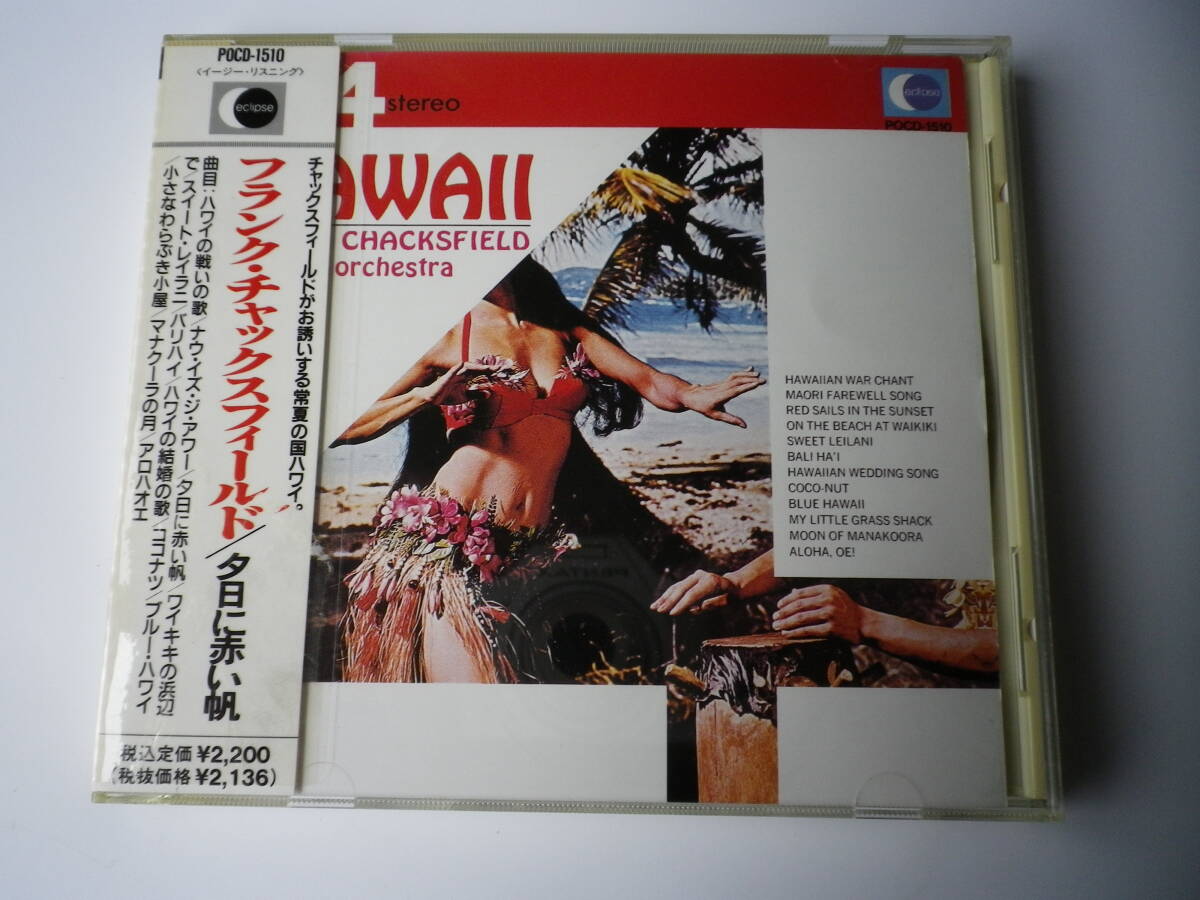 POCD-1510
〈イージー・リスニング〉
eclipse
チャックスフィールドがお誘いする常夏の国ハワイ。
フランク・チャックスフィールド/夕日に赤い帆
曲目:ハワイの戦いの歌/ナウ・イズ・ジ・アワー/夕日に赤い帆/ワイキキの浜辺
で/スイート・レイラニ/バリハイ/ハワイの結婚の歌/ココナツ/ブルー・ハワイ
/小さなわらぶき小屋/マナクーラの月/アロハオエ
税込定価¥2,200
(税抜価格¥2,136)
4 stereo
eclipse
POCD-1510
AWAII
CHACKSFIELD
orchestra
HAWAIIAN WAR CHANT
MAORI FAREWELL SONG
RED SAILS IN THE SUNSET
ON THE BEACH AT WAIKIKI
SWEET LEILANI
BALI HA'I
HAWAIIAN WEDDING SONG
COCO-NUT
BLUE HAWAII
MY LITTLE GRASS SHACK
MOON OF MANAKOORA
ALOHA, OE!